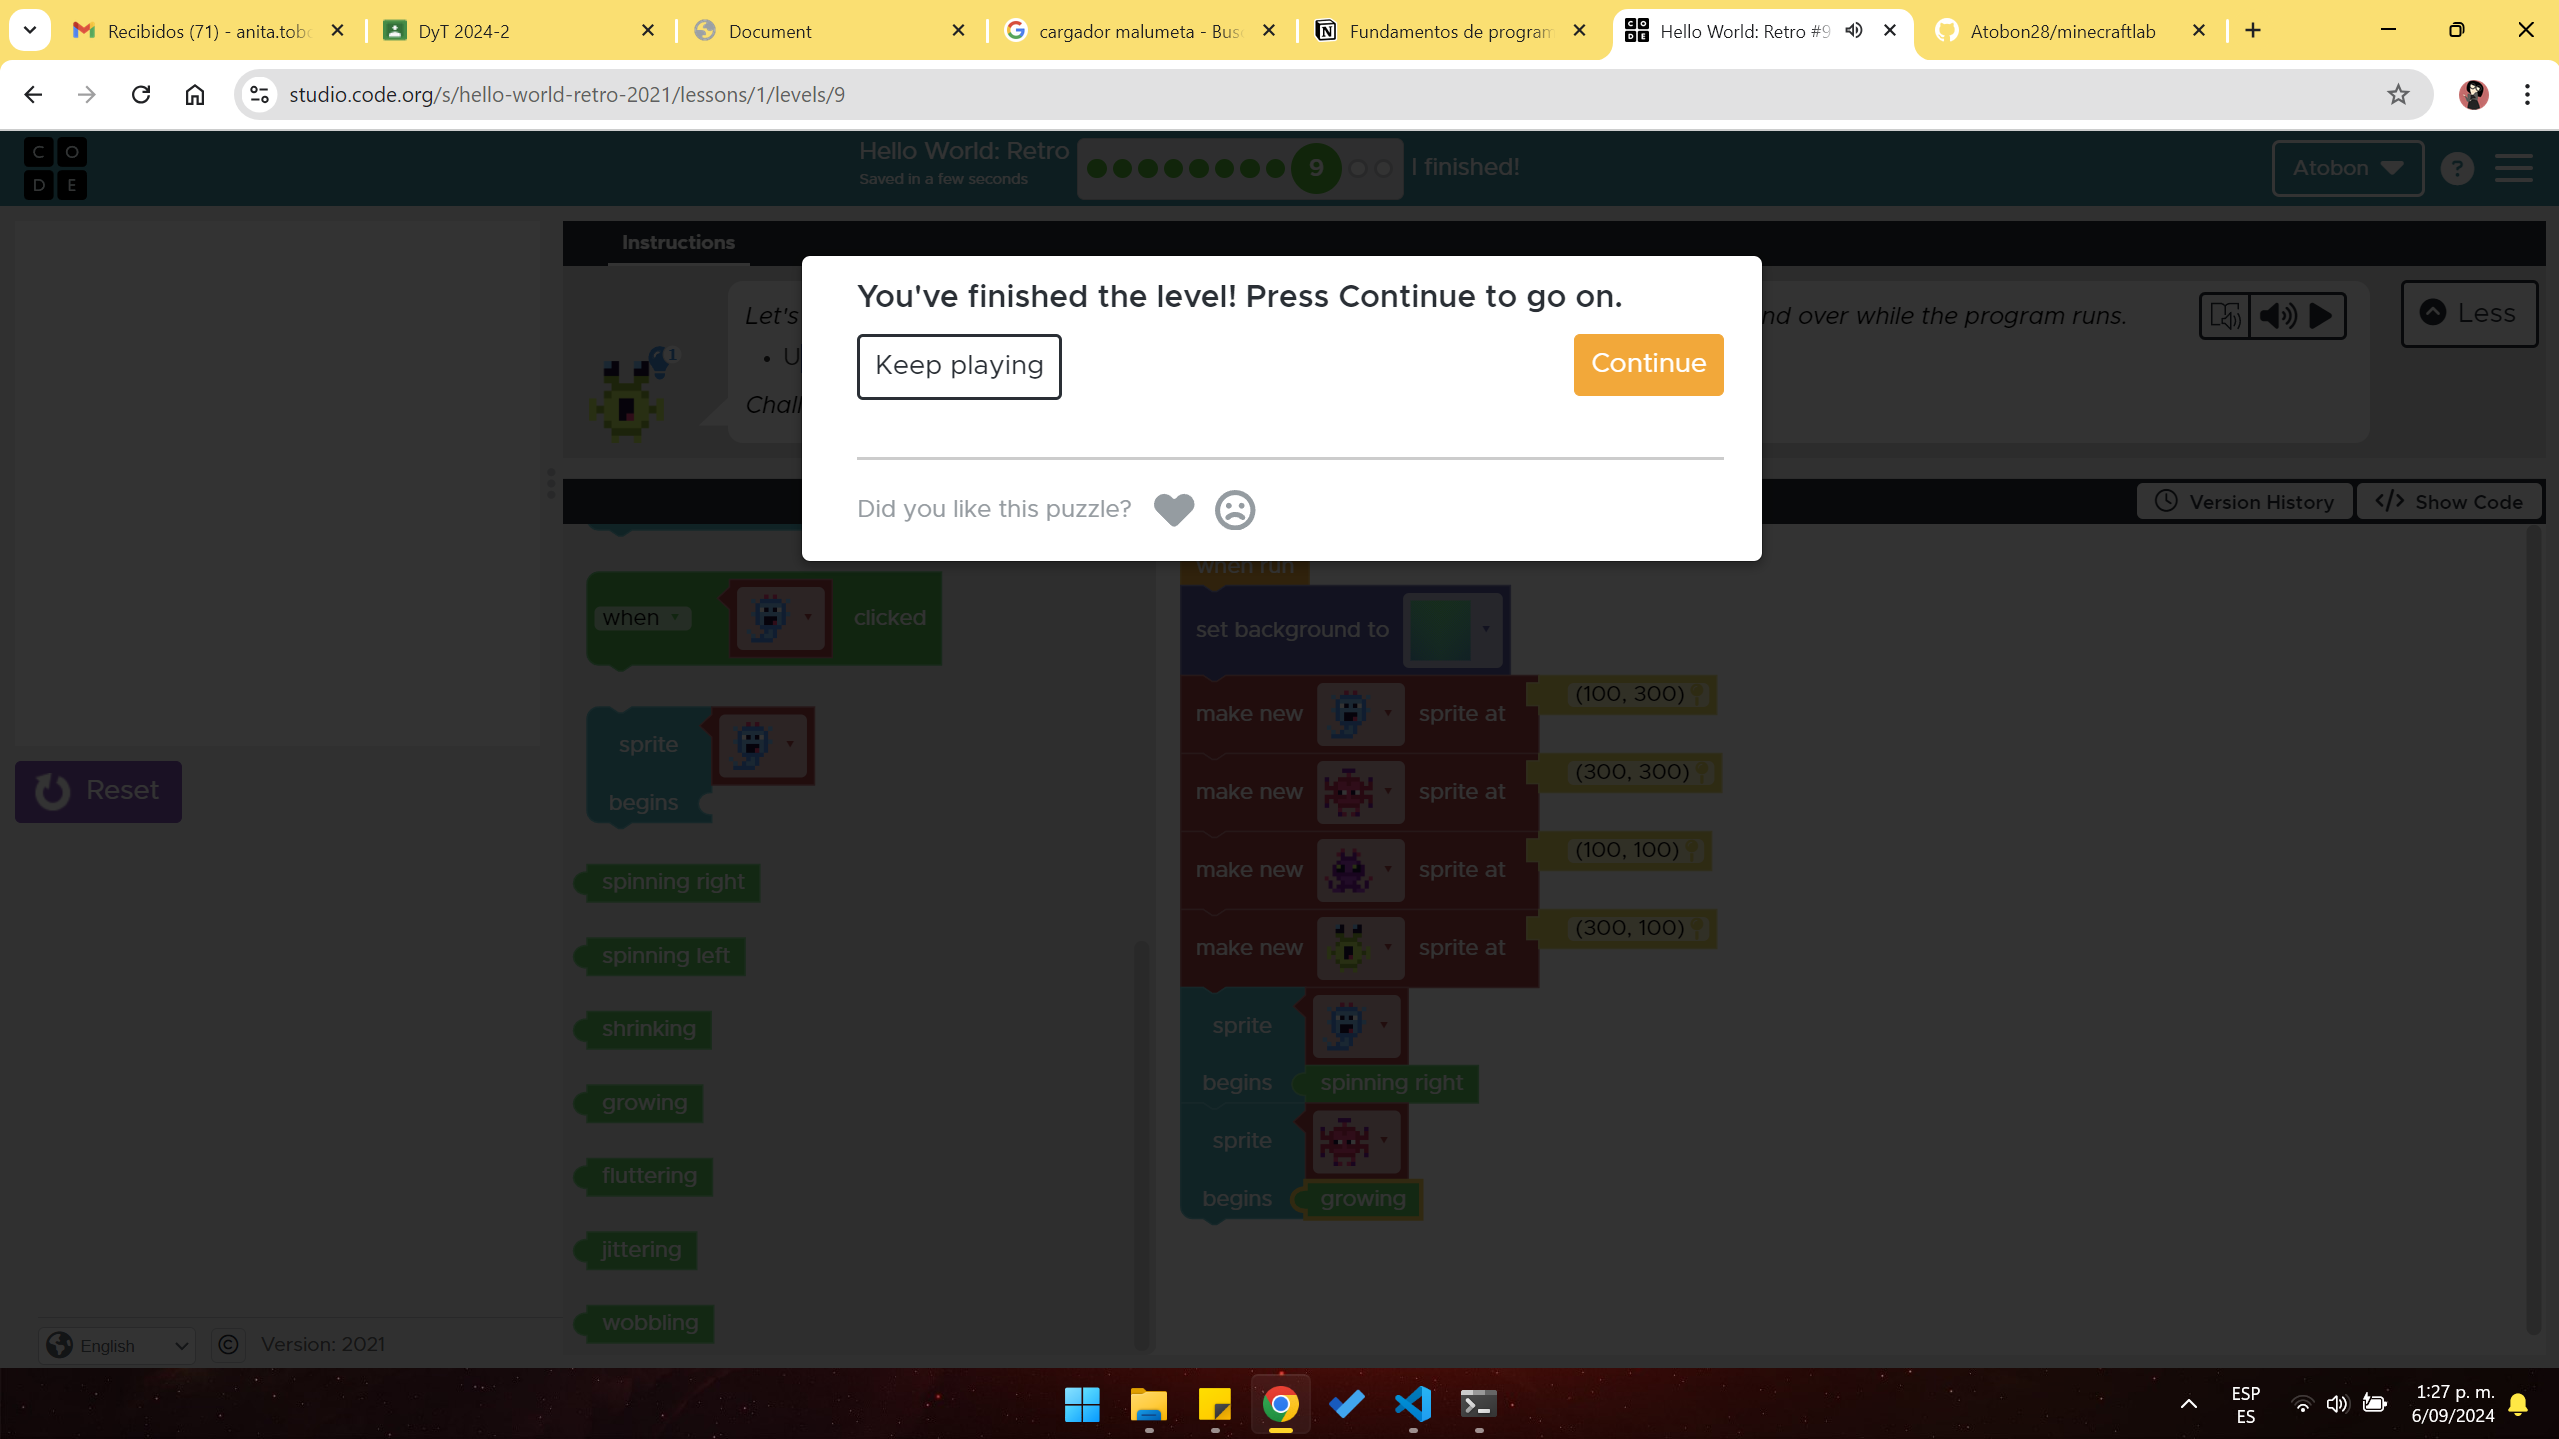 Recibidos (71) - anita.tobo
DyT 2024-2
Document
cargador malumeta - Bus
Fundamentos de program
Hello World: Retro #9
Atobon28/minecraftlab
studio.code.org/s/hello-world-retro-2021/lessons/1/levels/9
C O
D E
Hello World: Retro
Saved in a few seconds
9
I finished!
Atobon
?
Instructions
You've finished the level! Press Continue to go on.
Let's
nd over while the program runs.
Less
1
U
Keep playing
Continue
Chall
Did you like this puzzle?
Version History
</> Show Code
when run
when
clicked
set background to
make new
sprite at
(100, 300)
sprite
begins
make new
sprite at
(300, 300)
Reset
make new
sprite at
(100, 100)
spinning right
make new
sprite at
(300, 100)
spinning left
sprite
begins
spinning right
shrinking
growing
sprite
begins
growing
fluttering
jittering
wobbling
English
©
Version: 2021
ESP
ES
1:27 p. m.
6/09/2024